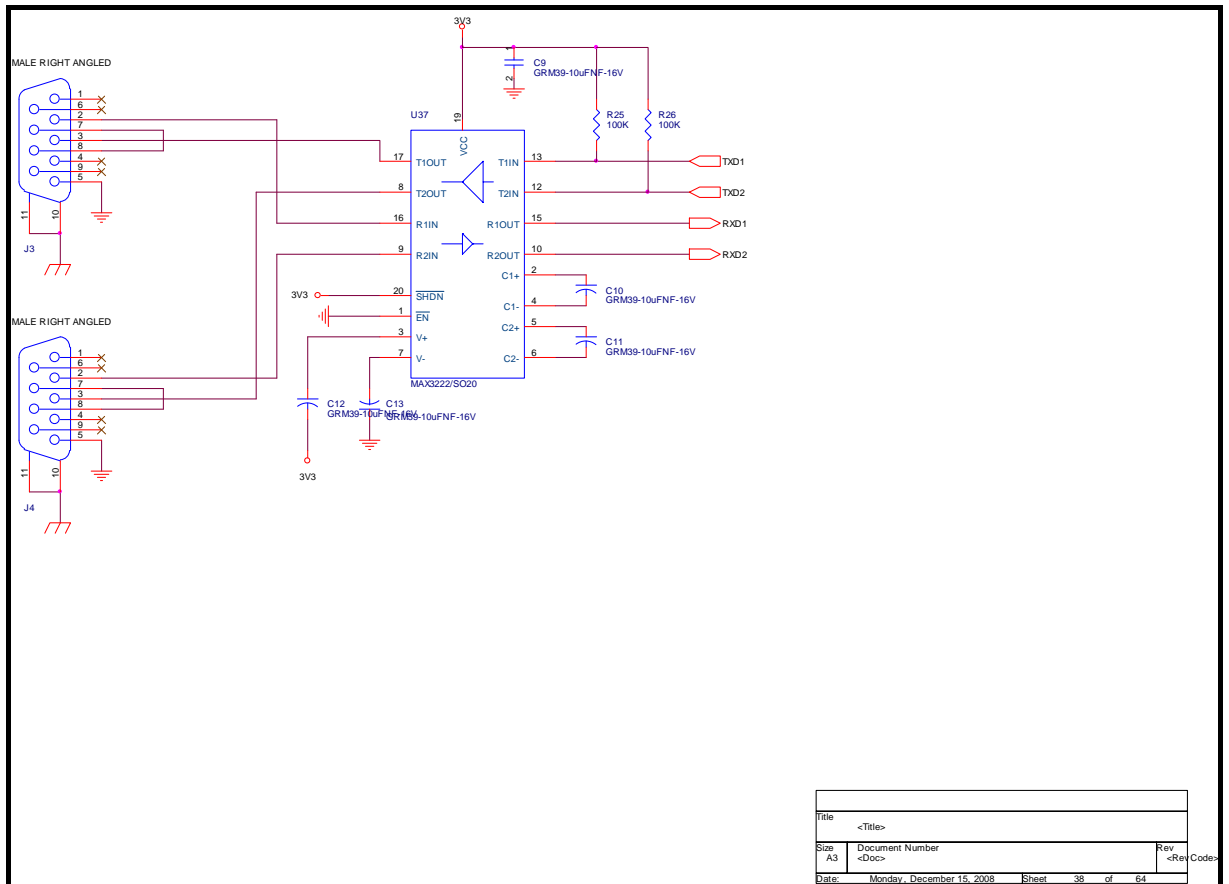 3V3
MALE RIGHT ANGLED
1
6
2
7
3
8
4
9
5
11
10
J3
1
2
C9
GRM39-10uFNF-16V
R25
100K
R26
100K
U37
19
VCC
17 T1OUT T1IN 13 TXD1
8 T2OUT T2IN 12 TXD2
16 R1IN R1OUT 15 RXD1
9 R2IN R2OUT 10 RXD2
C1+ 2
C10
GRM39-10uFNF-16V
3V3 20 SHDN
C1- 4
1 EN
C2+ 5
3 V+
C11
GRM39-10uFNF-16V
7 V-
C2- 6
MAX3222/SO20
MALE RIGHT ANGLED
1
6
2
7
3
8
4
9
5
11
10
J4
C12
GRM39-10uFNF-16V
C13
GRM39-10uFNF-16V
3V3
Title
<Title>
Size
A3
Document Number
<Doc>
Rev
<RevCode>
Date: Monday, December 15, 2008 Sheet 38 of 64